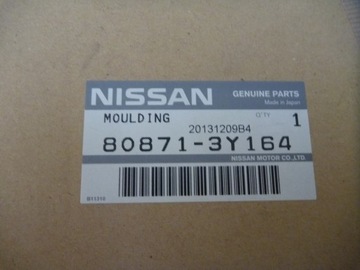 NISSAN
GENUINE PARTS
Made in Japan
MOULDING
Q'TY 1
20131209B4
80871-3Y164
NISSAN MOTOR CO.,LTD.